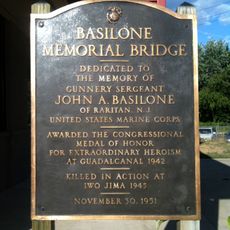 BASILONE
MEMORIAL BRIDGE
DEDICATED TO
THE MEMORY OF
GUNNERY SERGEANT
JOHN A. BASILONE
OF RARITAN, N.J.
UNITED STATES MARINE CORPS
AWARDED THE CONGRESSIONAL
MEDAL OF HONOR
FOR EXTRAORDINARY HEROISM
AT GUADALCANAL 1942
KILLED IN ACTION AT
IWO JIMA 1945
NOVEMBER 30, 1951